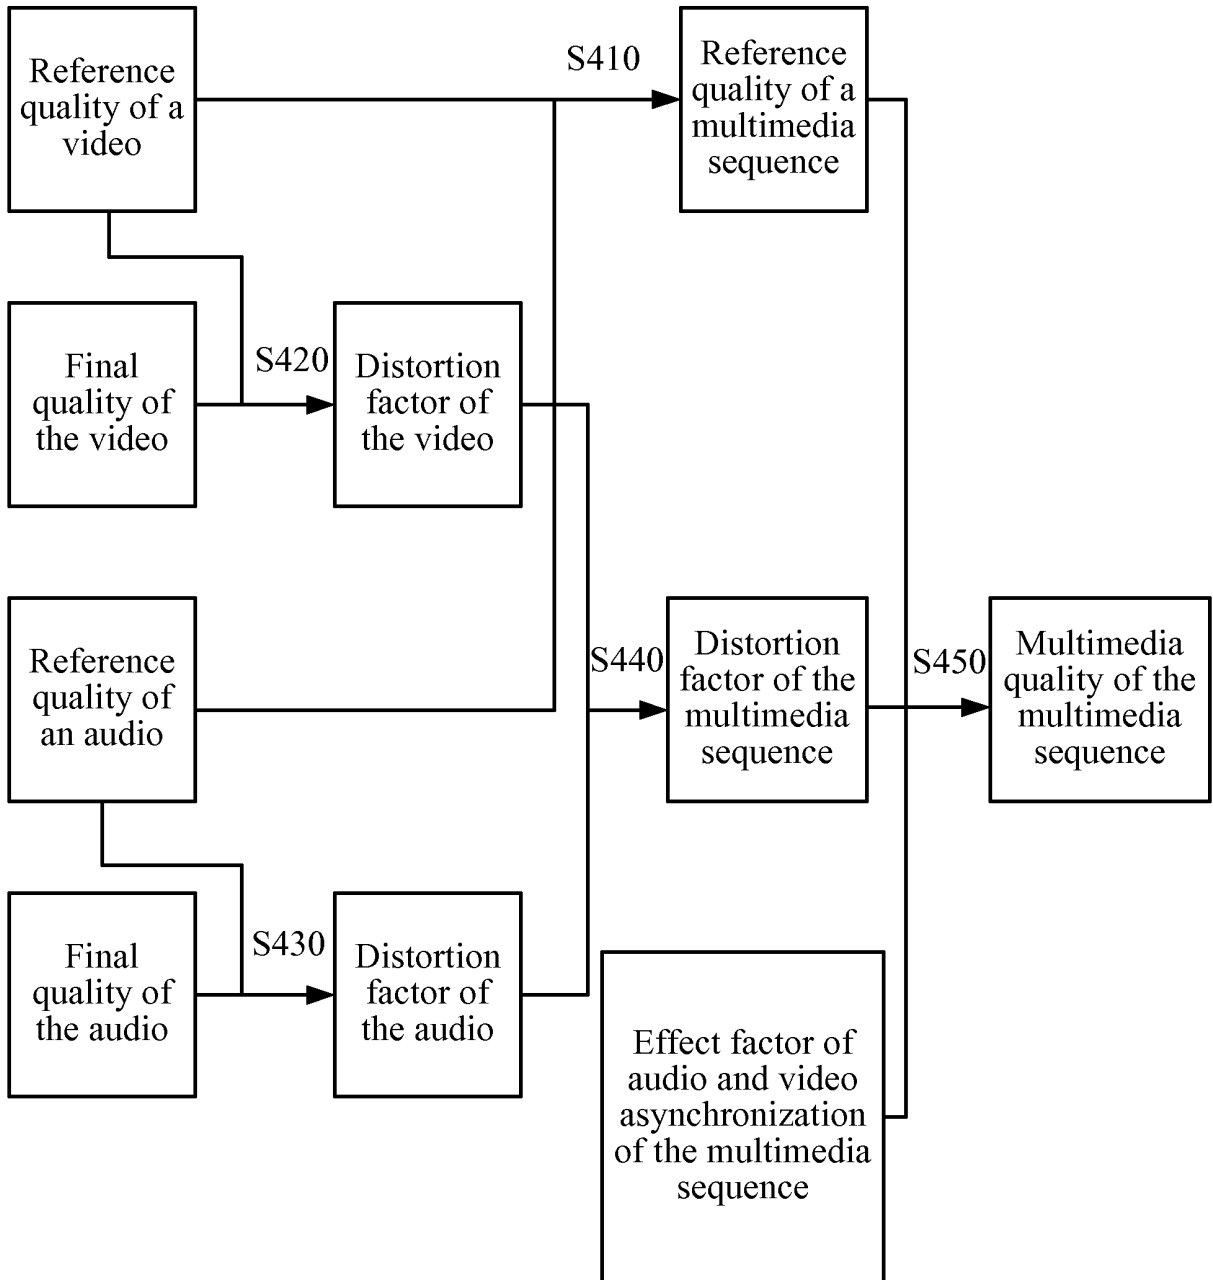 Reference
quality of a
video
S410
Reference
quality of a
multimedia
sequence
Final
quality of
the video
S420
Distortion
factor of
the video
Reference
quality of
an audio
S440
Distortion
factor of the
multimedia
sequence
S450
Multimedia
quality of the
multimedia
sequence
Final
quality of
the audio
S430
Distortion
factor of
the audio
Effect factor of
audio and video
asynchronization
of the multimedia
sequence